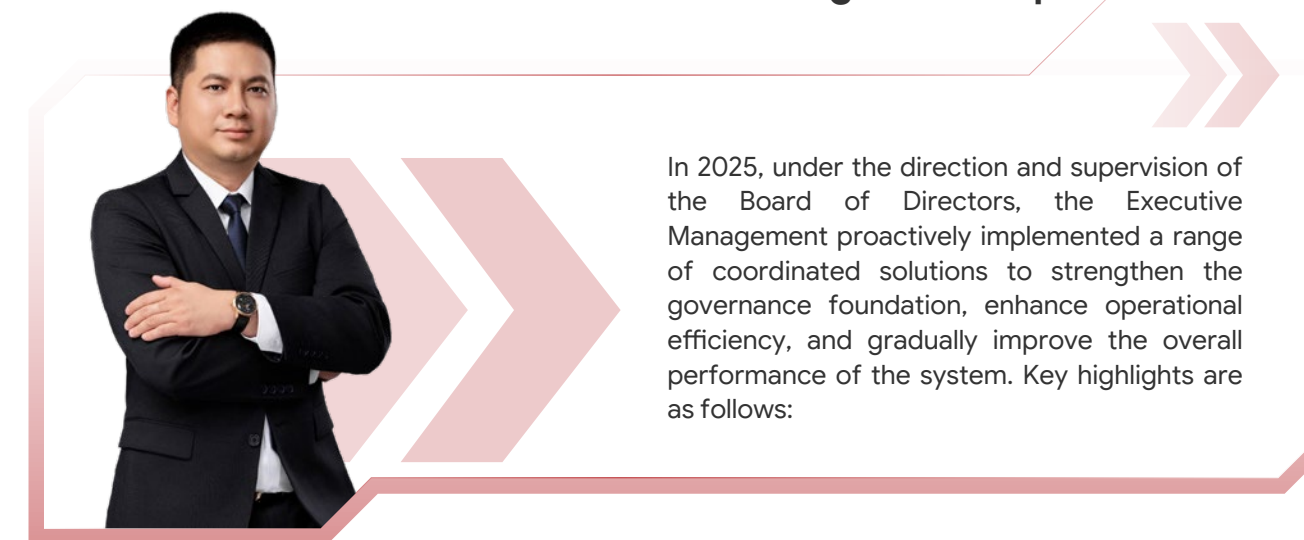 In 2025, under the direction and supervision of
the Board of Directors, the Executive
Management proactively implemented a range
of coordinated solutions to strengthen the
governance foundation, enhance operational
efficiency, and gradually improve the overall
performance of the system. Key highlights are
as follows: